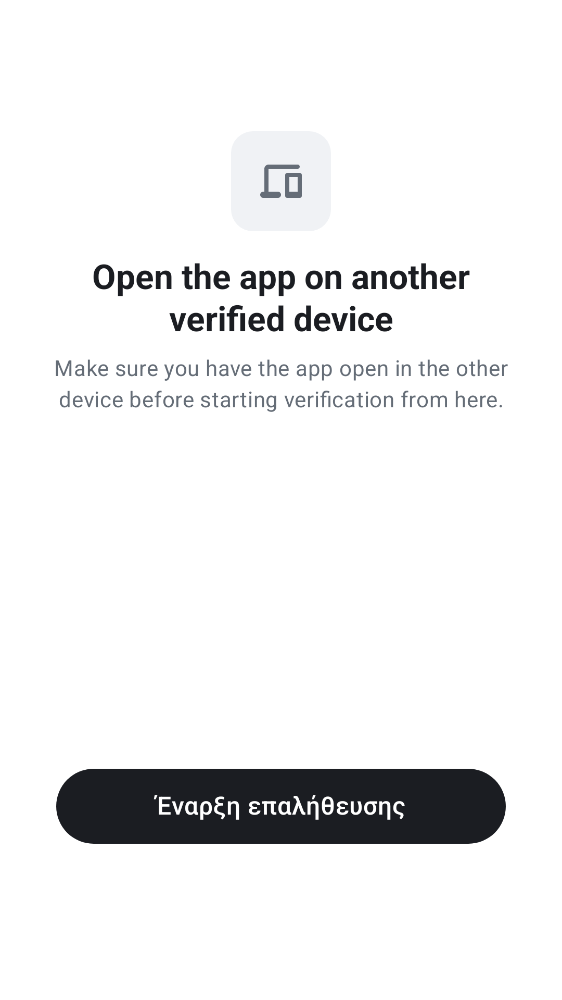 Open the app on another
verified device
Make sure you have the app open in the other
device before starting verification from here.
Έναρξη επαλήθευσης